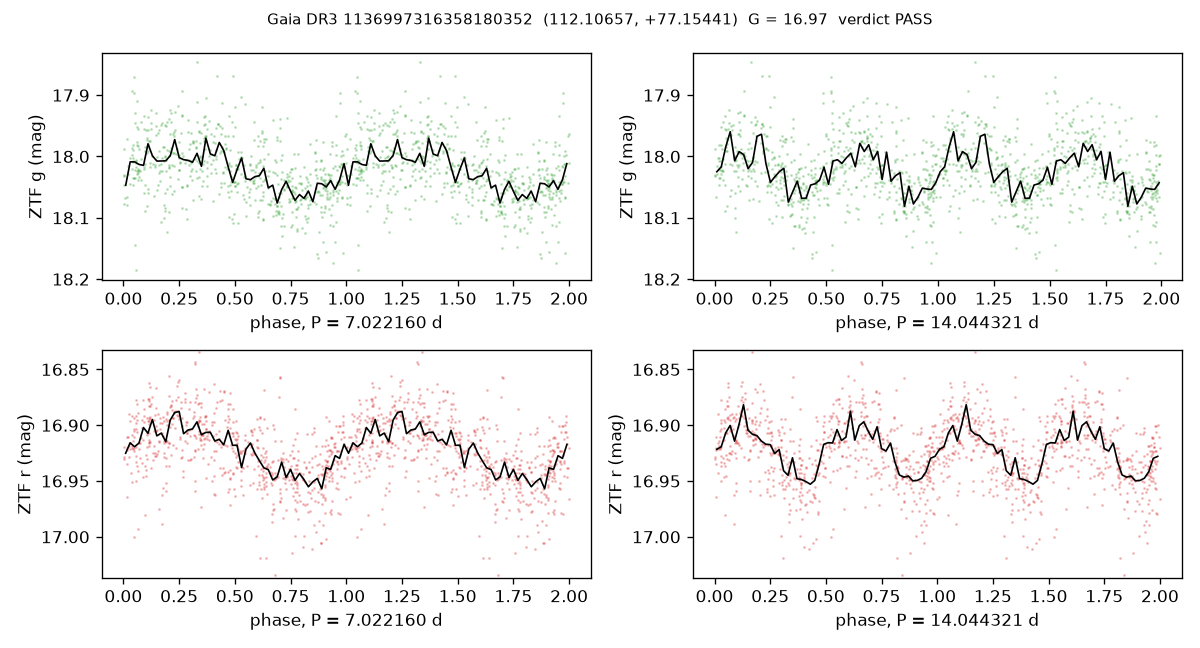 Gaia DR3 1136997316358180352 (112.10657, +77.15441) G = 16.97 verdict PASS
ZTF g (mag)
17.9
18.0
18.1
18.2
0.00 0.25 0.50 0.75 1.00 1.25 1.50 1.75 2.00
phase, P = 7.022160 d
ZTF g (mag)
17.9
18.0
18.1
18.2
0.00 0.25 0.50 0.75 1.00 1.25 1.50 1.75 2.00
phase, P = 14.044321 d
ZTF r (mag)
16.85
16.90
16.95
17.00
0.00 0.25 0.50 0.75 1.00 1.25 1.50 1.75 2.00
phase, P = 7.022160 d
ZTF r (mag)
16.85
16.90
16.95
17.00
0.00 0.25 0.50 0.75 1.00 1.25 1.50 1.75 2.00
phase, P = 14.044321 d